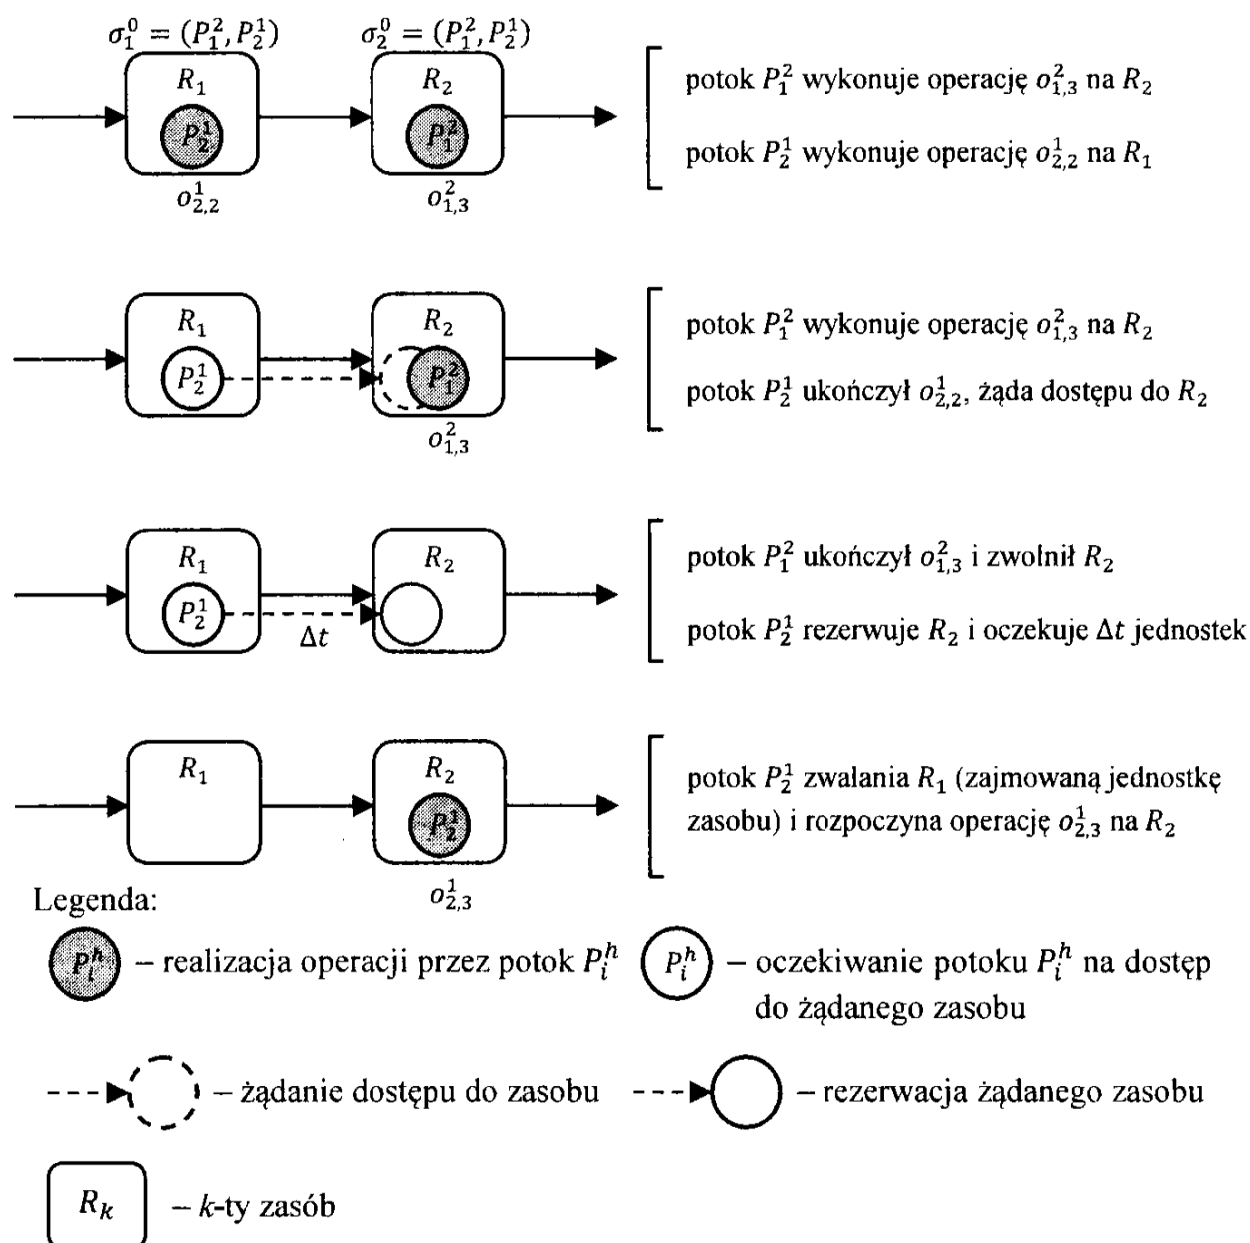 σ₁⁰ = (P₁², P₂¹) σ₂⁰ = (P₁², P₂¹)
R₁ R₂
P₂¹ P₁²
o¹₂,₂ o²₁,₃
potok P₁² wykonuje operację o²₁,₃ na R₂
potok P₂¹ wykonuje operację o¹₂,₂ na R₁
R₁ R₂
P₂¹ P₁²
o²₁,₃
potok P₁² wykonuje operację o²₁,₃ na R₂
potok P₂¹ ukończył o¹₂,₂, żąda dostępu do R₂
R₁ R₂
P₂¹
Δt
potok P₁² ukończył o²₁,₃ i zwolnił R₂
potok P₂¹ rezerwuje R₂ i oczekuje Δt jednostek
R₁ R₂
P₂¹
o¹₂,₃
potok P₂¹ zwalania R₁ (zajmowaną jednostkę
zasobu) i rozpoczyna operację o¹₂,₃ na R₂
Legenda:
Pᵢʰ – realizacja operacji przez potok Pᵢʰ
Pᵢʰ – oczekiwanie potoku Pᵢʰ na dostęp
do żądanego zasobu
– żądanie dostępu do zasobu
– rezerwacja żądanego zasobu
Rₖ – k-ty zasób